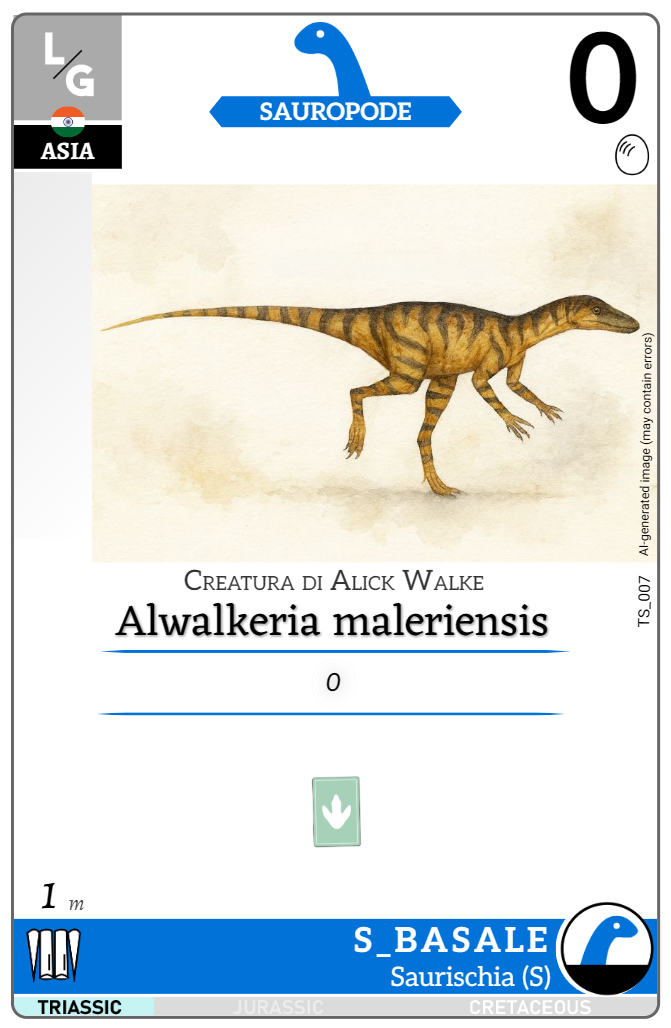 L/G
ASIA
SAUROPODE
0
AI-generated image (may contain errors)
TS_007
Creatura di Alick Walke
Alwalkeria maleriensis
0
1 m
S_BASALE
Saurischia (S)
TRIASSIC JURASSIC CRETACEOUS